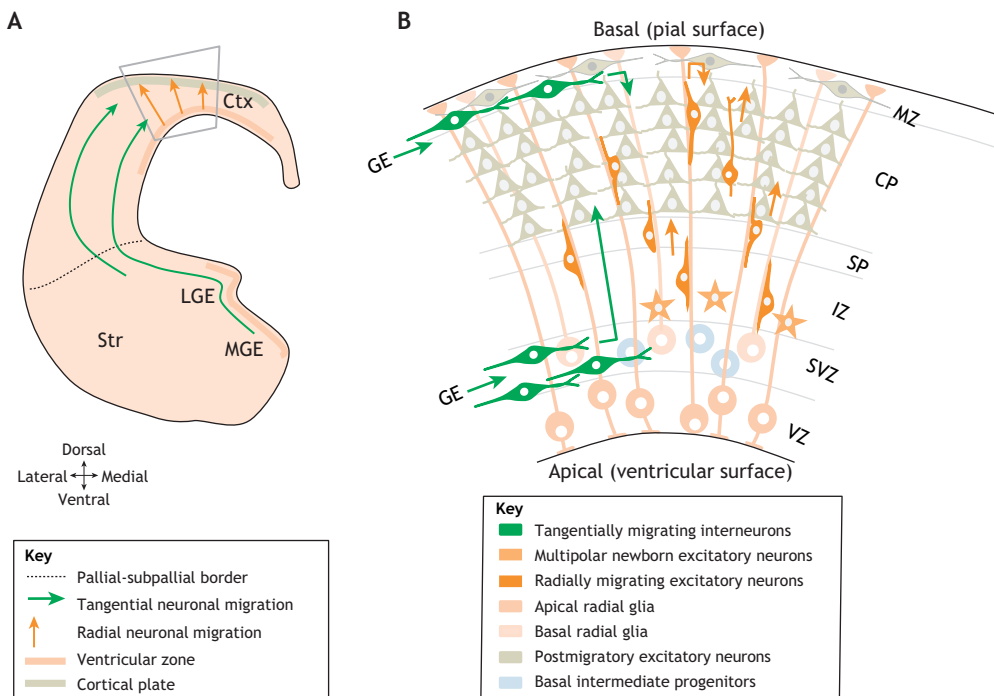 A
Ctx
LGE
Str
MGE
Dorsal
Lateral
Medial
Ventral
Key
Pallial-subpallial border
Tangential neuronal migration
Radial neuronal migration
Ventricular zone
Cortical plate
B
Basal (pial surface)
MZ
GE
CP
SP
IZ
SVZ
GE
VZ
Apical (ventricular surface)
Key
Tangentially migrating interneurons
Multipolar newborn excitatory neurons
Radially migrating excitatory neurons
Apical radial glia
Basal radial glia
Postmigratory excitatory neurons
Basal intermediate progenitors